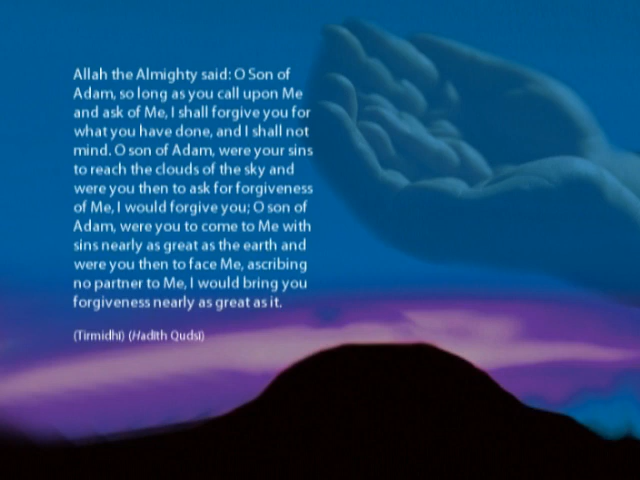 Allah the Almighty said: O Son of
Adam, so long as you call upon Me
and ask of Me, I shall forgive you for
what you have done, and I shall not
mind. O son of Adam, were your sins
to reach the clouds of the sky and
were you then to ask for forgiveness
of Me, I would forgive you; O son of
Adam, were you to come to Me with
sins nearly as great as the earth and
were you then to face Me, ascribing
no partner to Me, I would bring you
forgiveness nearly as great as it.
(Tirmidhî) (Hadîth Qudsî)